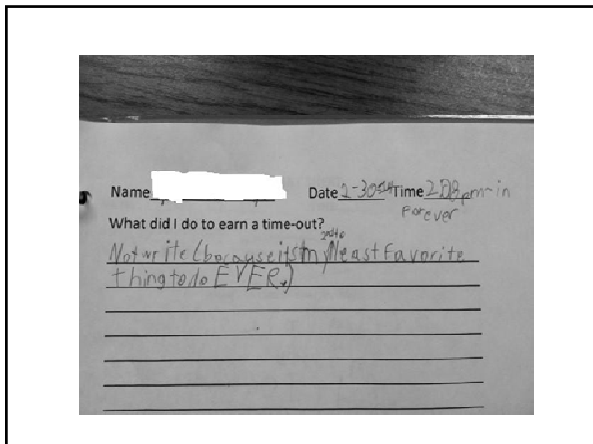 Name Date 1-30 Time 2:08 pm-in
Forever
What did I do to earn a time-out?
Not write (because its my least favorite
thing to do EVER.)